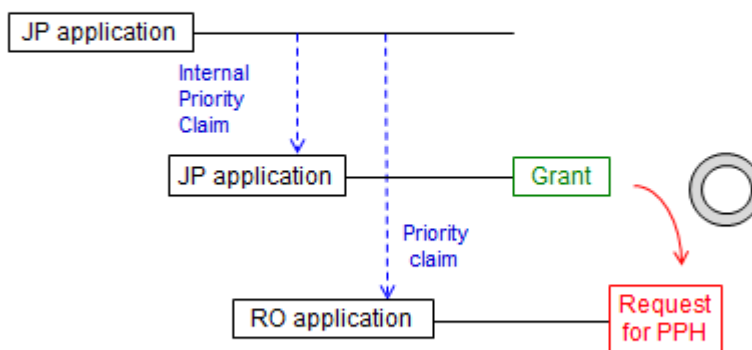 JP application
Internal
Priority
Claim
JP application
Grant
Priority
claim
RO application
Request
for PPH